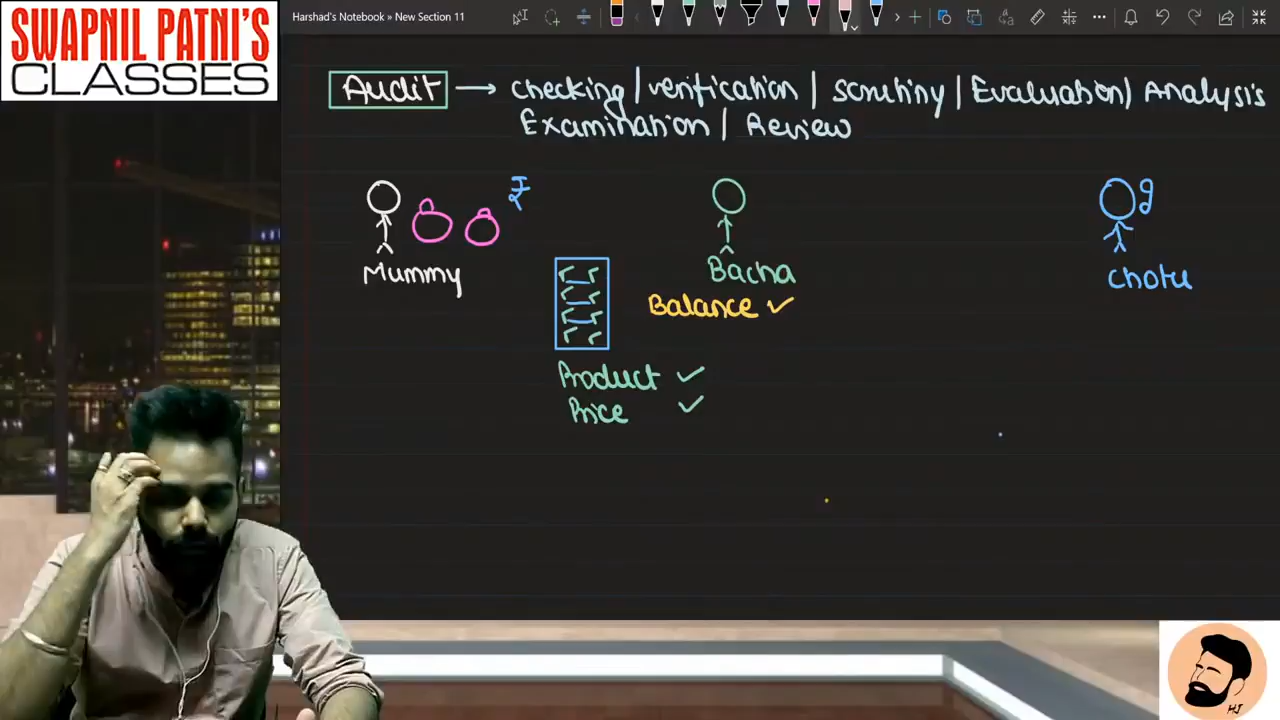 SWAPNIL PATNI'S
CLASSES
Harshad's Notebook » New Section 11
Audit → checking | verification | scrutiny | Evaluation | Analysis
Examination | Review
₹
Mummy
Bacha
Chotu
Balance ✓
Product ✓
Price ✓
HJ